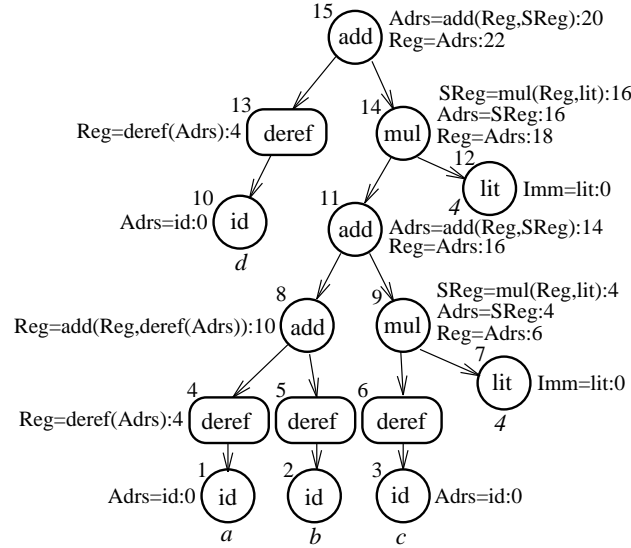 15
add
Adrs=add(Reg,SReg):20
Reg=Adrs:22
13
Reg=deref(Adrs):4
deref
14
mul
SReg=mul(Reg,lit):16
Adrs=SReg:16
Reg=Adrs:18
10
Adrs=id:0
id
d
12
lit
Imm=lit:0
4
11
add
Adrs=add(Reg,SReg):14
Reg=Adrs:16
8
Reg=add(Reg,deref(Adrs)):10
add
9
mul
SReg=mul(Reg,lit):4
Adrs=SReg:4
Reg=Adrs:6
7
lit
Imm=lit:0
4
4
Reg=deref(Adrs):4
deref
5
deref
6
deref
1
Adrs=id:0
id
a
2
id
b
3
id
Adrs=id:0
c